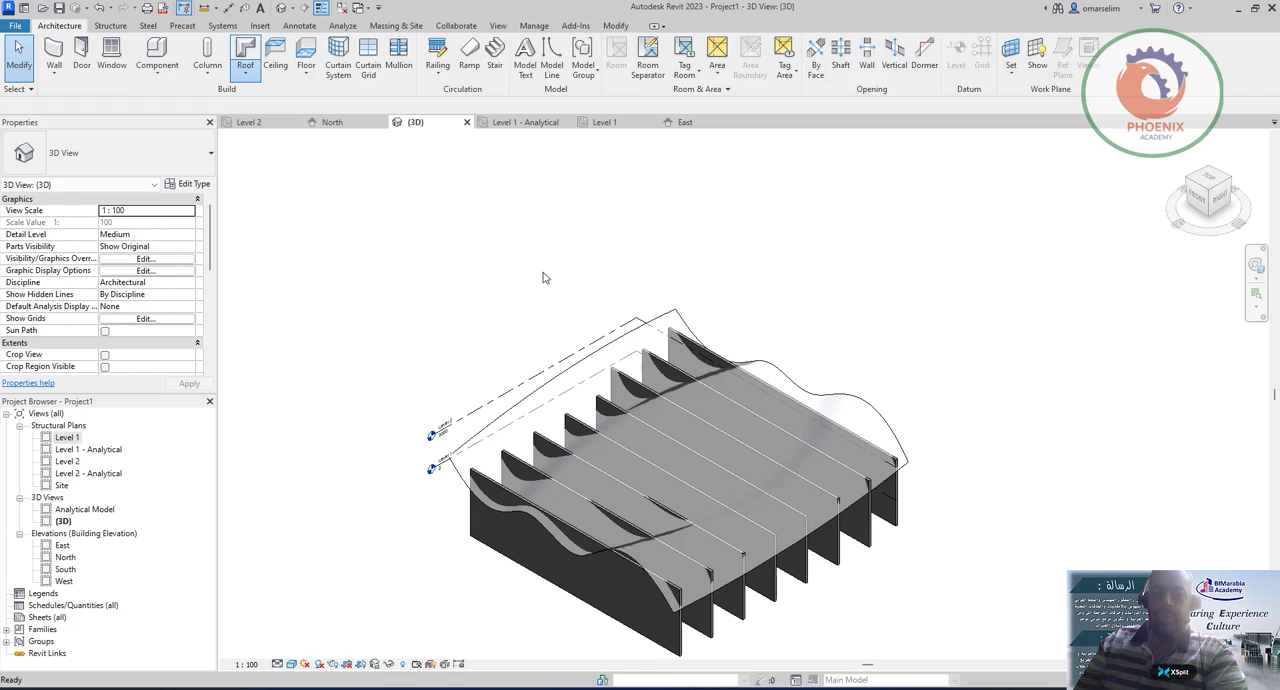 Autodesk Revit 2023 - Project1 - 3D View: {3D}
omarselim
File Architecture Structure Steel Precast Systems Insert Annotate Analyze Massing & Site Collaborate View Manage Add-Ins Modify
Modify Wall Door Window Component Column Roof Ceiling Floor Curtain System Curtain Grid Mullion Railing Ramp Stair Model Text Model Line Model Group Room Room Separator Tag Room Area Area Boundary Tag Area By Face Shaft Wall Vertical Dormer Level Grid Set Show Ref Plane
Select Build Circulation Model Room & Area Opening Datum Work Plane
PHOENIX
ACADEMY
Properties
Level 2 North {3D} Level 1 - Analytical Level 1 East
3D View
3D View: {3D} Edit Type
Graphics
View Scale 1 : 100
Scale Value 1: 100
Detail Level Medium
Parts Visibility Show Original
Visibility/Graphics Overr... Edit...
Graphic Display Options Edit...
Discipline Architectural
Show Hidden Lines By Discipline
Default Analysis Display ... None
Show Grids Edit...
Sun Path
Extents
Crop View
Crop Region Visible
Properties help Apply
Project Browser - Project1
Views (all)
Structural Plans
Level 1
Level 1 - Analytical
Level 2
Level 2 - Analytical
Site
3D Views
Analytical Model
{3D}
Elevations (Building Elevation)
East
North
South
West
Legends
Schedules/Quantities (all)
Sheets (all)
Families
Groups
Revit Links
TOP
FRONT RIGHT
1 : 100
Ready :0 Main Model
الرسالة :
BIMarabia
Academy
aring Experience
Culture
XSplit